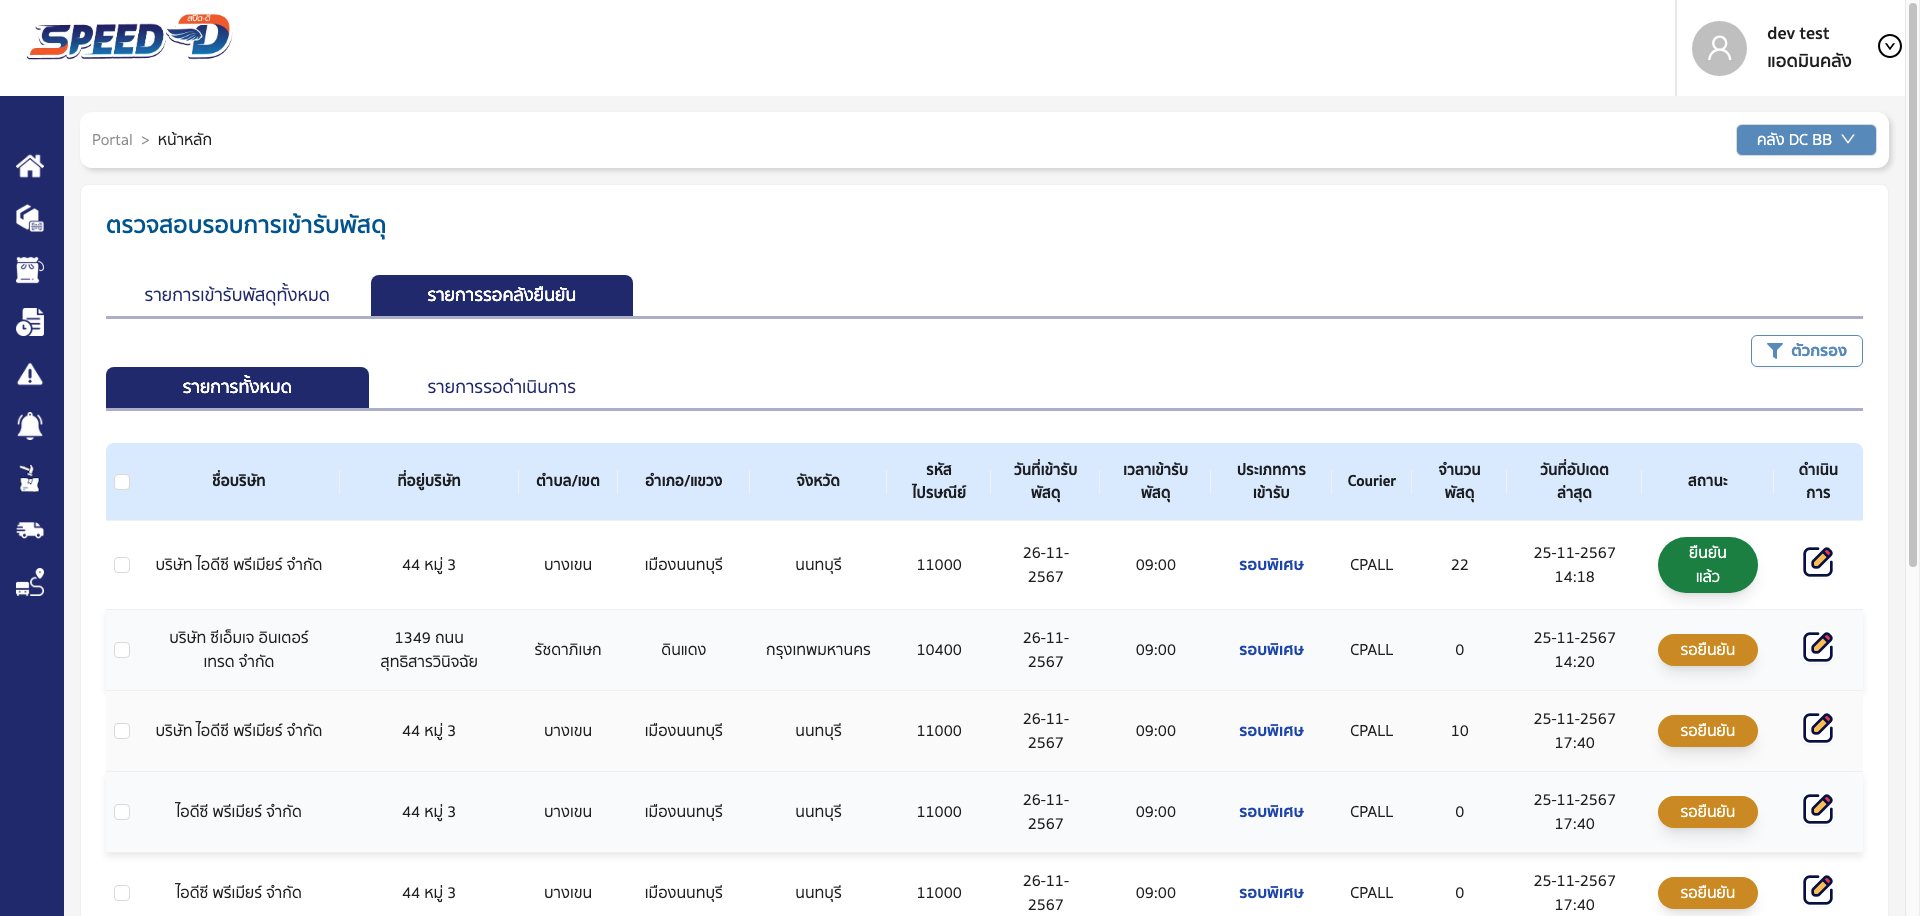 สปีด-ดี
SPEED-D
dev test
แอดมินคลัง
Portal > หน้าหลัก
คลัง DC BB
ตรวจสอบรอบการเข้ารับพัสดุ
รายการเข้ารับพัสดุทั้งหมด รายการรอคลังยืนยัน
ตัวกรอง
รายการทั้งหมด รายการรอดำเนินการ
ชื่อบริษัท ที่อยู่บริษัท ตำบล/เขต อำเภอ/แขวง จังหวัด รหัส ไปรษณีย์ วันที่เข้ารับ พัสดุ เวลาเข้ารับ พัสดุ ประเภทการ เข้ารับ Courier จำนวน พัสดุ วันที่อัปเดต ล่าสุด สถานะ ดำเนิน การ
บริษัท ไอดีซี พรีเมียร์ จำกัด 44 หมู่ 3 บางเขน เมืองนนทบุรี นนทบุรี 11000 26-11-2567 09:00 รอบพิเศษ CPALL 22 25-11-2567 14:18 ยืนยัน แล้ว
บริษัท ซีเอ็มเจ อินเตอร์ เทรด จำกัด 1349 ถนน สุทธิสารวินิจฉัย รัชดาภิเษก ดินแดง กรุงเทพมหานคร 10400 26-11-2567 09:00 รอบพิเศษ CPALL 0 25-11-2567 14:20 รอยืนยัน
บริษัท ไอดีซี พรีเมียร์ จำกัด 44 หมู่ 3 บางเขน เมืองนนทบุรี นนทบุรี 11000 26-11-2567 09:00 รอบพิเศษ CPALL 10 25-11-2567 17:40 รอยืนยัน
ไอดีซี พรีเมียร์ จำกัด 44 หมู่ 3 บางเขน เมืองนนทบุรี นนทบุรี 11000 26-11-2567 09:00 รอบพิเศษ CPALL 0 25-11-2567 17:40 รอยืนยัน
ไอดีซี พรีเมียร์ จำกัด 44 หมู่ 3 บางเขน เมืองนนทบุรี นนทบุรี 11000 26-11-2567 09:00 รอบพิเศษ CPALL 0 25-11-2567 17:40 รอยืนยัน